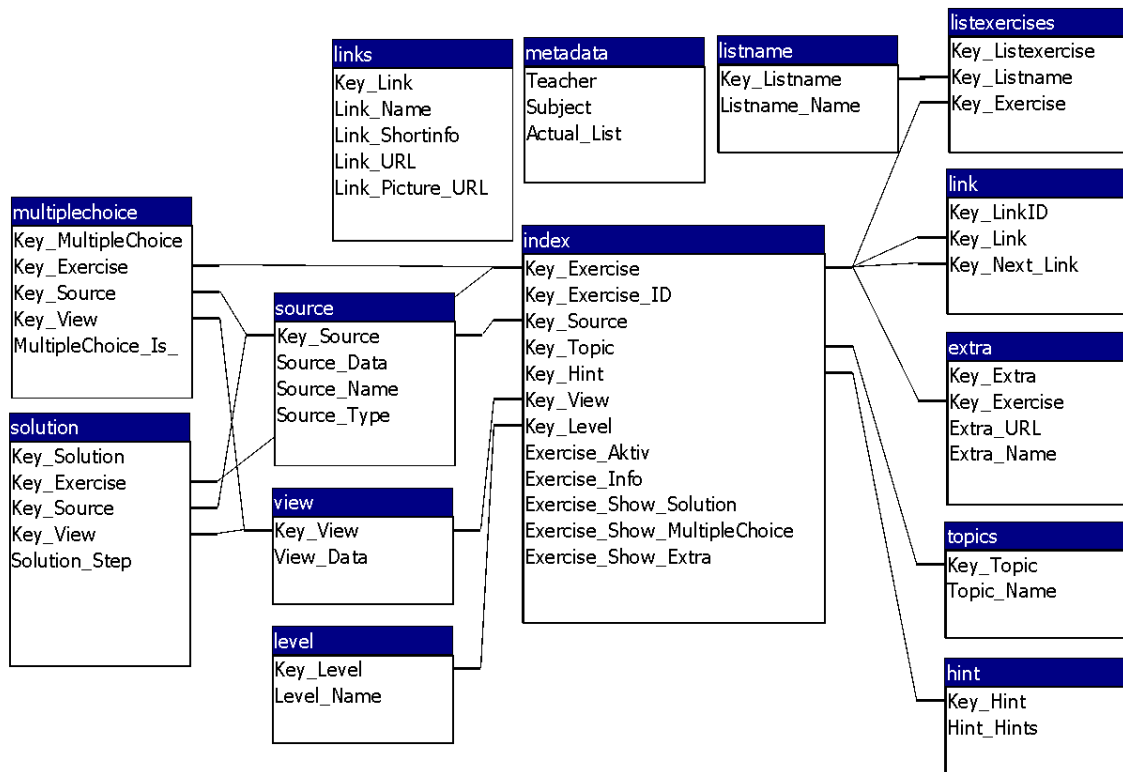 links
Key_Link
Link_Name
Link_Shortinfo
Link_URL
Link_Picture_URL
metadata
Teacher
Subject
Actual_List
listname
Key_Listname
Listname_Name
listexercises
Key_Listexercise
Key_Listname
Key_Exercise
multiplechoice
Key_MultipleChoice
Key_Exercise
Key_Source
Key_View
MultipleChoice_Is_
source
Key_Source
Source_Data
Source_Name
Source_Type
index
Key_Exercise
Key_Exercise_ID
Key_Source
Key_Topic
Key_Hint
Key_View
Key_Level
Exercise_Aktiv
Exercise_Info
Exercise_Show_Solution
Exercise_Show_MultipleChoice
Exercise_Show_Extra
link
Key_LinkID
Key_Link
Key_Next_Link
extra
Key_Extra
Key_Exercise
Extra_URL
Extra_Name
solution
Key_Solution
Key_Exercise
Key_Source
Key_View
Solution_Step
view
Key_View
View_Data
topics
Key_Topic
Topic_Name
level
Key_Level
Level_Name
hint
Key_Hint
Hint_Hints